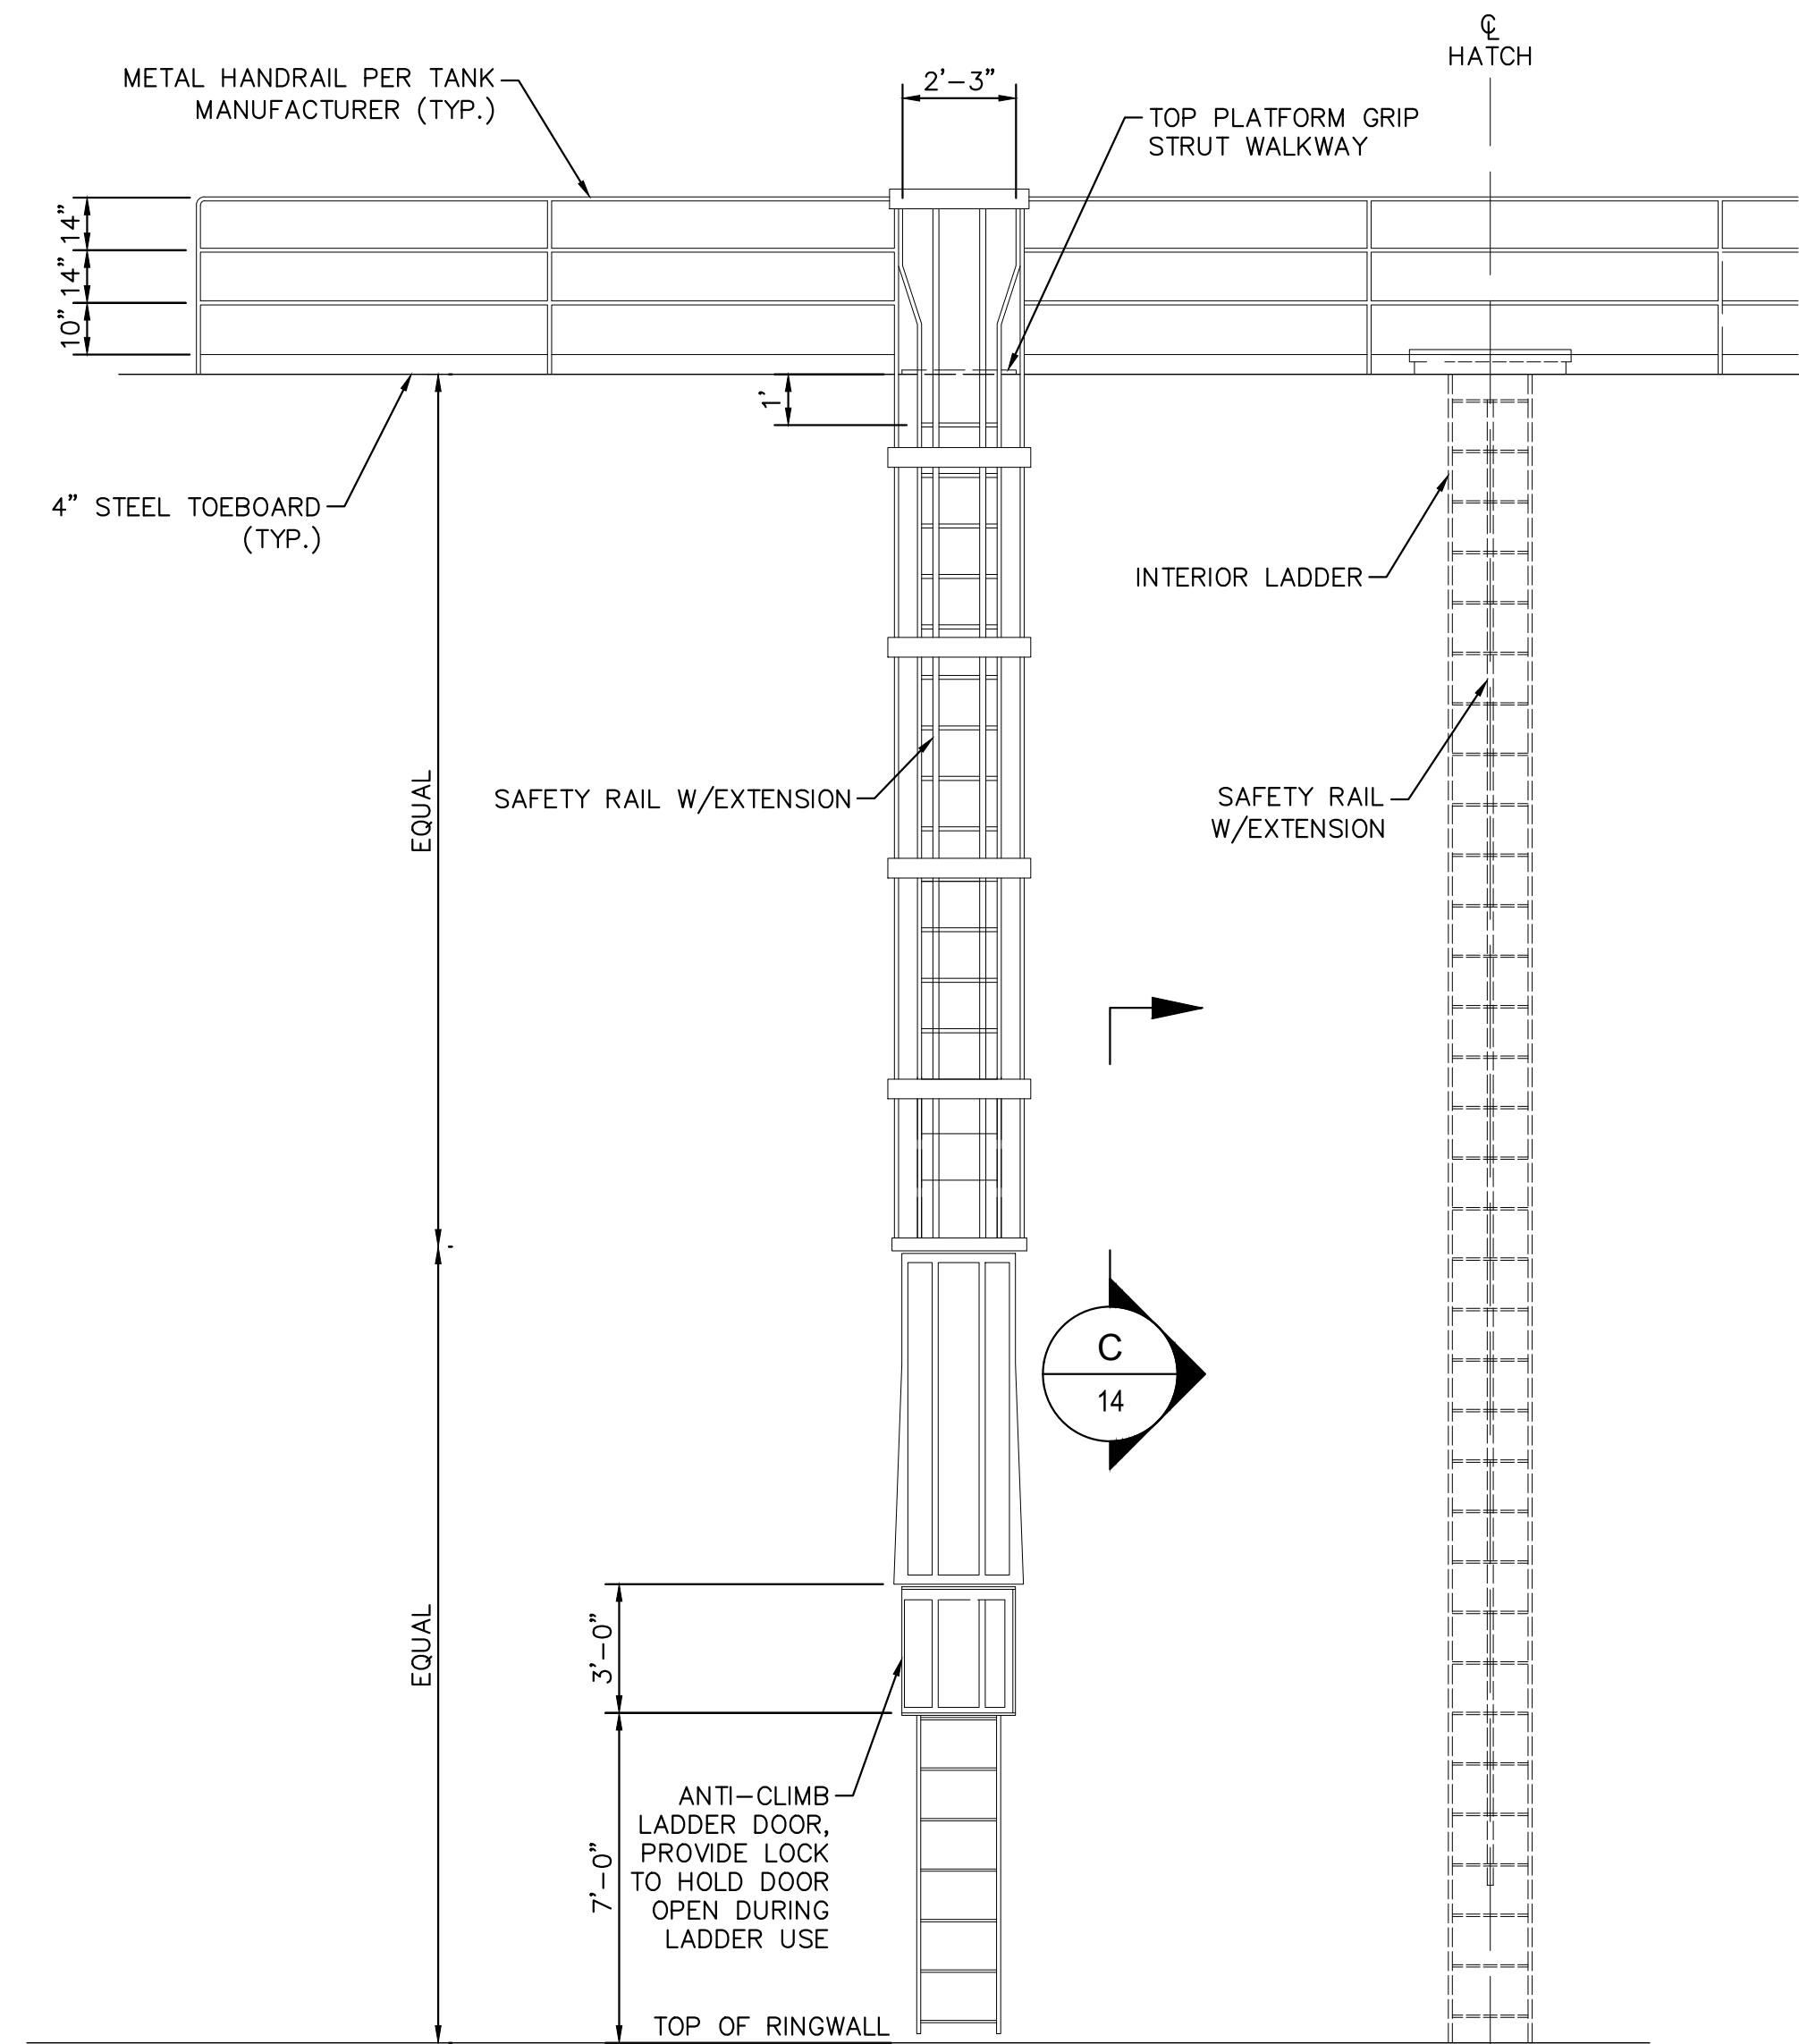 ℄
HATCH
METAL HANDRAIL PER TANK
MANUFACTURER (TYP.)
2'-3"
TOP PLATFORM GRIP
STRUT WALKWAY
14"
14"
10"
1'
4" STEEL TOEBOARD
(TYP.)
INTERIOR LADDER
EQUAL
SAFETY RAIL W/EXTENSION
SAFETY RAIL
W/EXTENSION
C
14
EQUAL
3'-0"
7'-0"
ANTI-CLIMB
LADDER DOOR,
PROVIDE LOCK
TO HOLD DOOR
OPEN DURING
LADDER USE
TOP OF RINGWALL